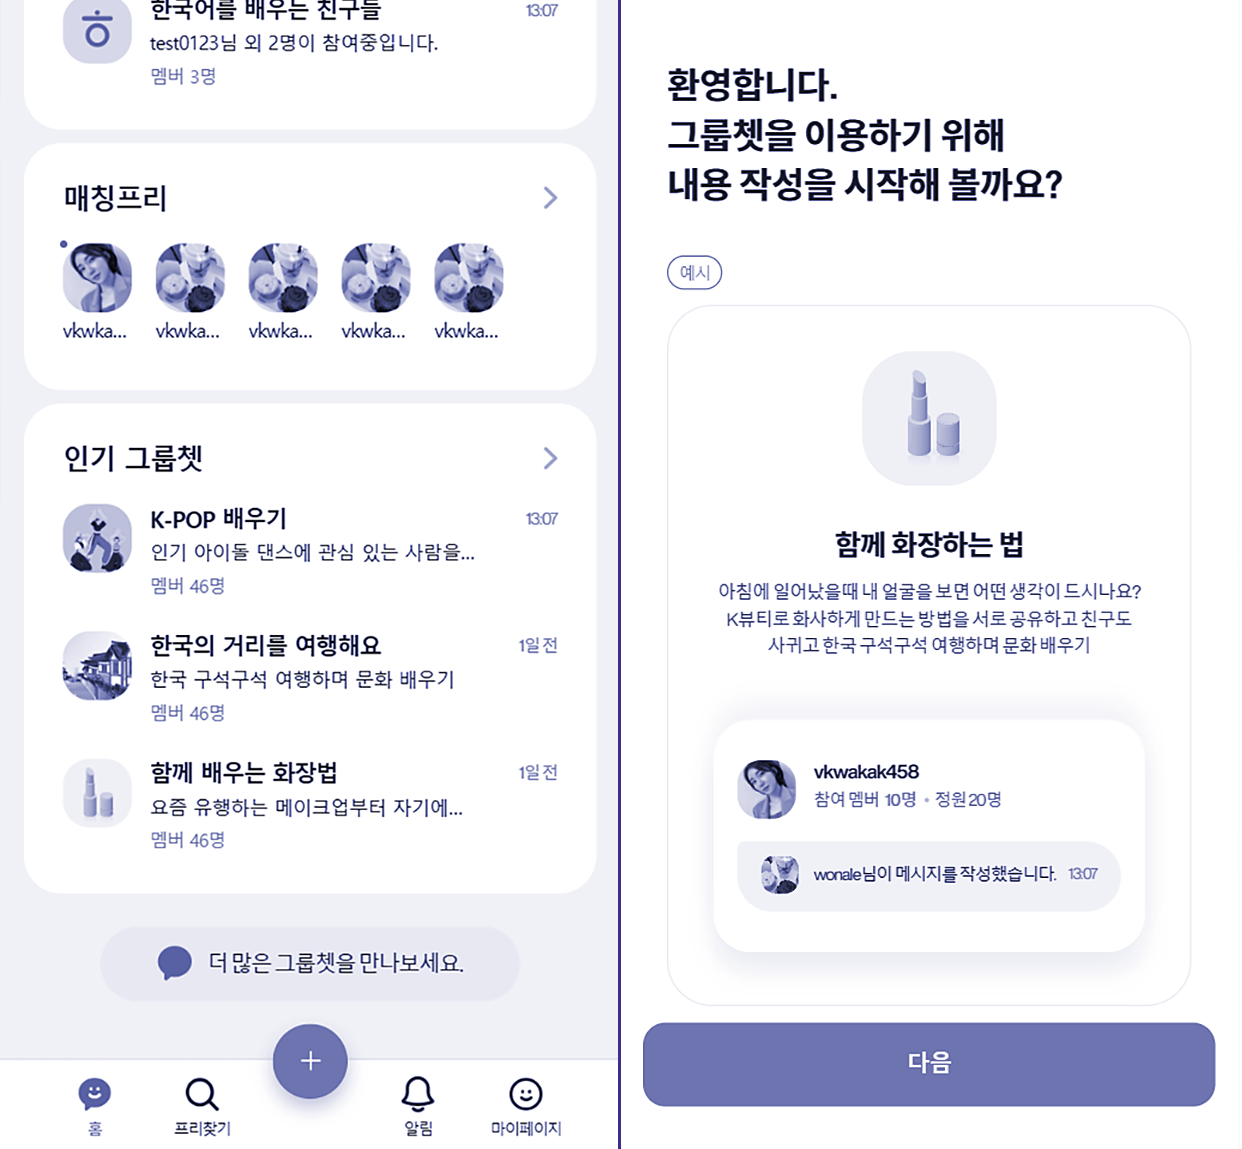 한국어를 배우는 친구들
13:07
test0123님 외 2명이 참여중입니다.
멤버 3명
매칭프리
vkwka...
vkwka...
vkwka...
vkwka...
vkwka...
인기 그룹쳇
K-POP 배우기
13:07
인기 아이돌 댄스에 관심 있는 사람을...
멤버 46명
한국의 거리를 여행해요
1일전
한국 구석구석 여행하며 문화 배우기
멤버 46명
함께 배우는 화장법
1일전
요즘 유행하는 메이크업부터 자기에...
멤버 46명
더 많은 그룹쳇을 만나보세요.
홈
프리찾기
알림
마이페이지
환영합니다.
그룹쳇을 이용하기 위해
내용 작성을 시작해 볼까요?
예시
함께 화장하는 법
아침에 일어났을때 내 얼굴을 보면 어떤 생각이 드시나요?
K뷰티로 화사하게 만드는 방법을 서로 공유하고 친구도
사귀고 한국 구석구석 여행하며 문화 배우기
vkwakak458
참여 멤버 10명 • 정원20명
wonale님이 메시지를 작성했습니다.
13:07
다음